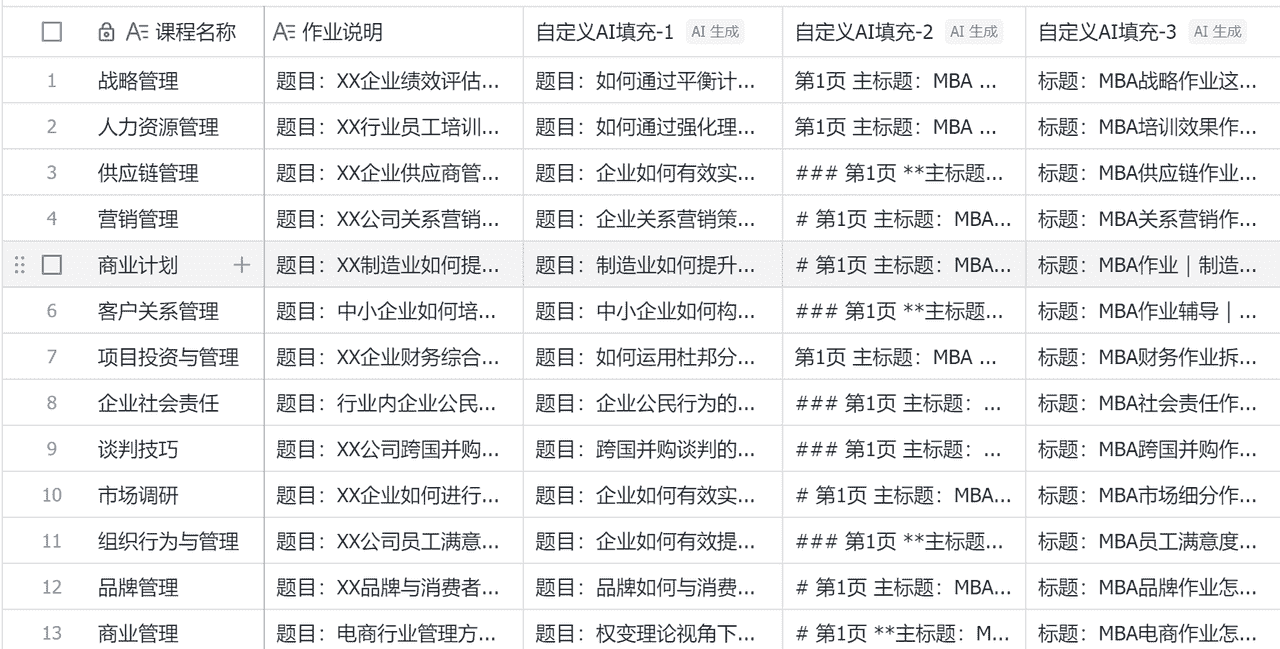 课程名称 作业说明 自定义AI填充-1 AI 生成 自定义AI填充-2 AI 生成 自定义AI填充-3 AI 生成
1 战略管理 题目：XX企业绩效评估... 题目：如何通过平衡计... 第1页 主标题：MBA ... 标题：MBA战略作业这...
2 人力资源管理 题目：XX行业员工培训... 题目：如何通过强化理... 第1页 主标题：MBA ... 标题：MBA培训效果作...
3 供应链管理 题目：XX企业供应商管... 题目：企业如何有效实... ### 第1页 **主标题... 标题：MBA供应链作业...
4 营销管理 题目：XX公司关系营销... 题目：企业关系营销策... # 第1页 主标题：MBA... 标题：MBA关系营销作...
商业计划 题目：XX制造业如何提... 题目：制造业如何提升... # 第1页 主标题：MBA... 标题：MBA作业｜制造...
6 客户关系管理 题目：中小企业如何培... 题目：中小企业如何构... ### 第1页 **主标题... 标题：MBA作业辅导｜...
7 项目投资与管理 题目：XX企业财务综合... 题目：如何运用杜邦分... 第1页 主标题：MBA ... 标题：MBA财务作业拆...
8 企业社会责任 题目：行业内企业公民... 题目：企业公民行为的... ### 第1页 主标题：... 标题：MBA社会责任作...
9 谈判技巧 题目：XX公司跨国并购... 题目：跨国并购谈判的... ### 第1页 主标题：... 标题：MBA跨国并购作...
10 市场调研 题目：XX企业如何进行... 题目：企业如何有效实... # 第1页 主标题：MBA... 标题：MBA市场细分作...
11 组织行为与管理 题目：XX公司员工满意... 题目：企业如何有效提... ### 第1页 **主标题... 标题：MBA员工满意度...
12 品牌管理 题目：XX品牌与消费者... 题目：品牌如何与消费... # 第1页 主标题：MBA... 标题：MBA品牌作业怎...
13 商业管理 题目：电商行业管理方... 题目：权变理论视角下... # 第1页 **主标题：M... 标题：MBA电商作业怎...